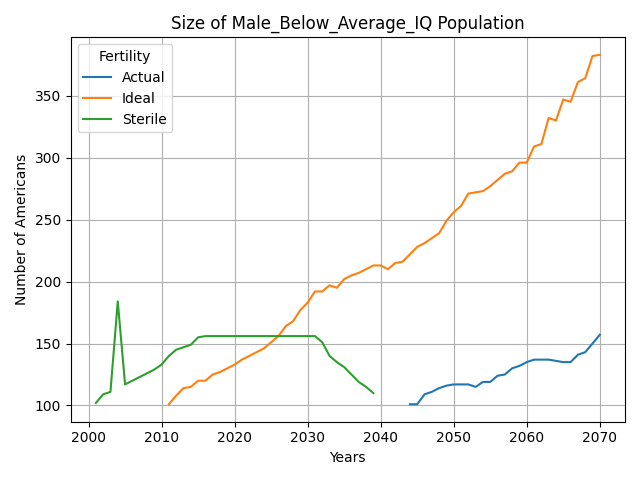 Size of Male_Below_Average_IQ Population
Fertility
Actual
Ideal
Sterile
Number of Americans
350
300
250
200
150
100
2000 2010 2020 2030 2040 2050 2060 2070
Years